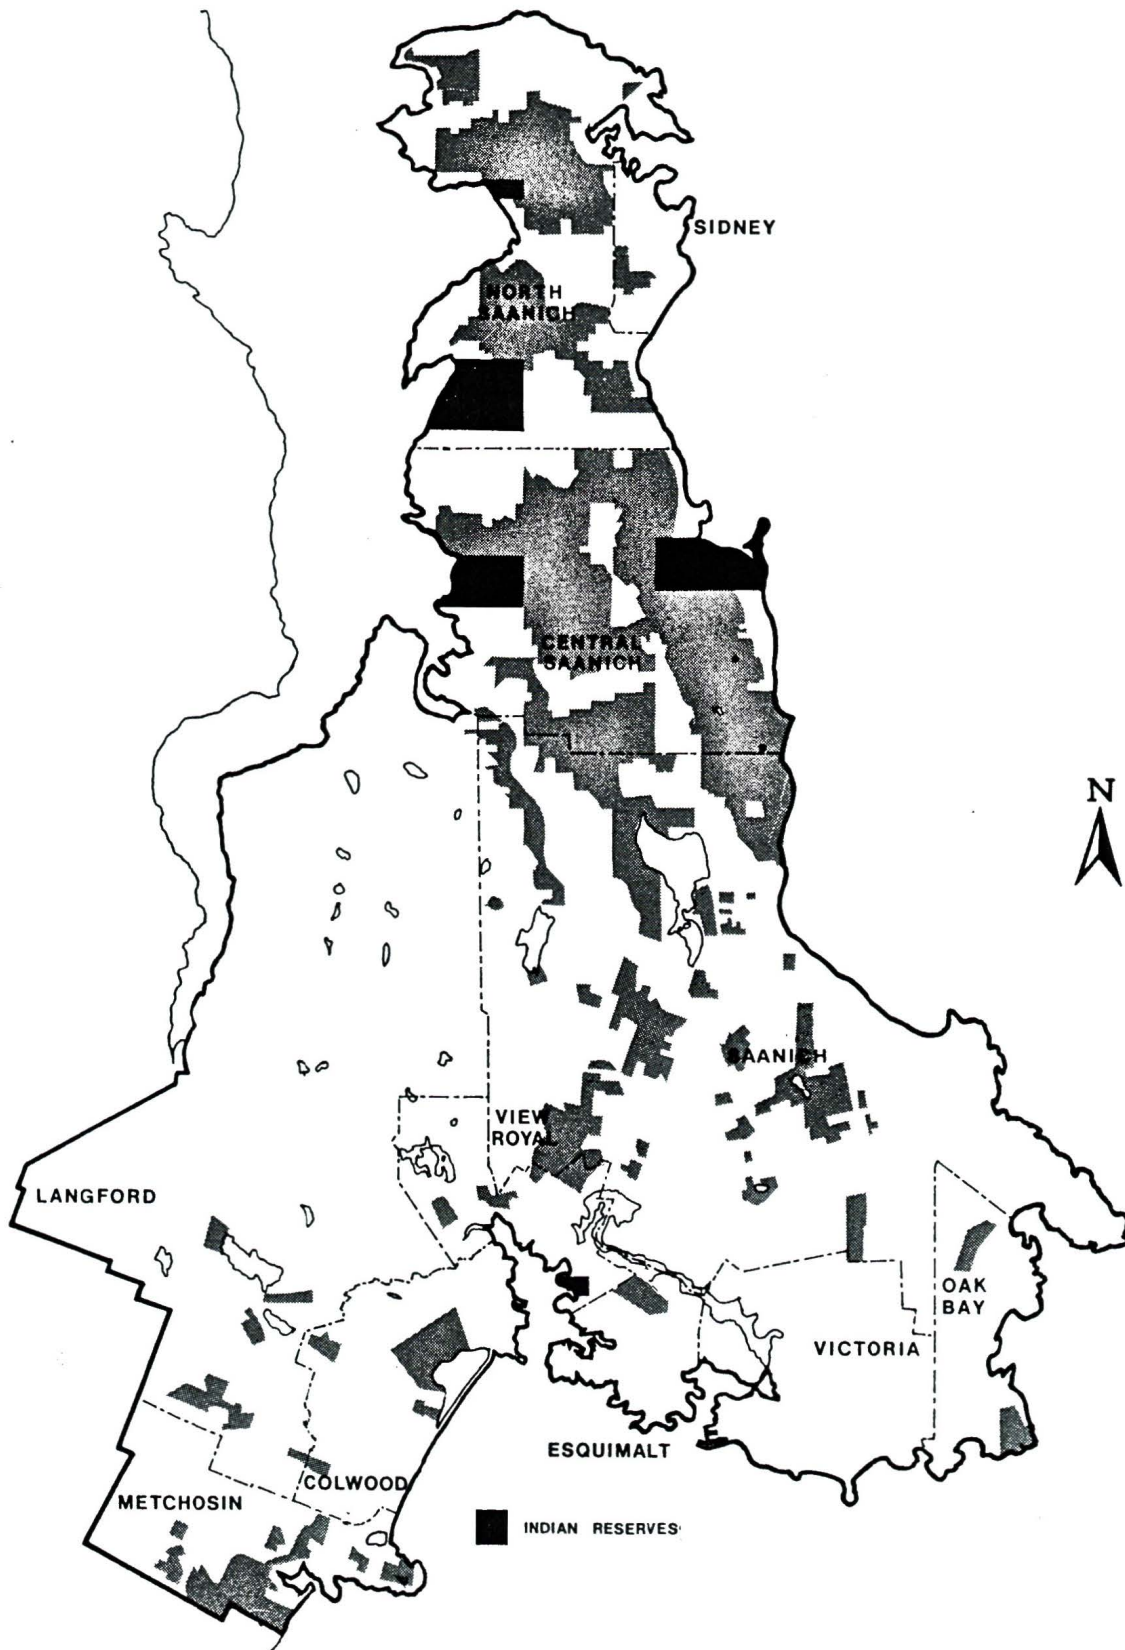 SIDNEY
NORTH
SAANICH
CENTRAL
SAANICH
N
SAANICH
VIEW
ROYAL
LANGFORD
OAK
BAY
VICTORIA
ESQUIMALT
COLWOOD
METCHOSIN
INDIAN RESERVES